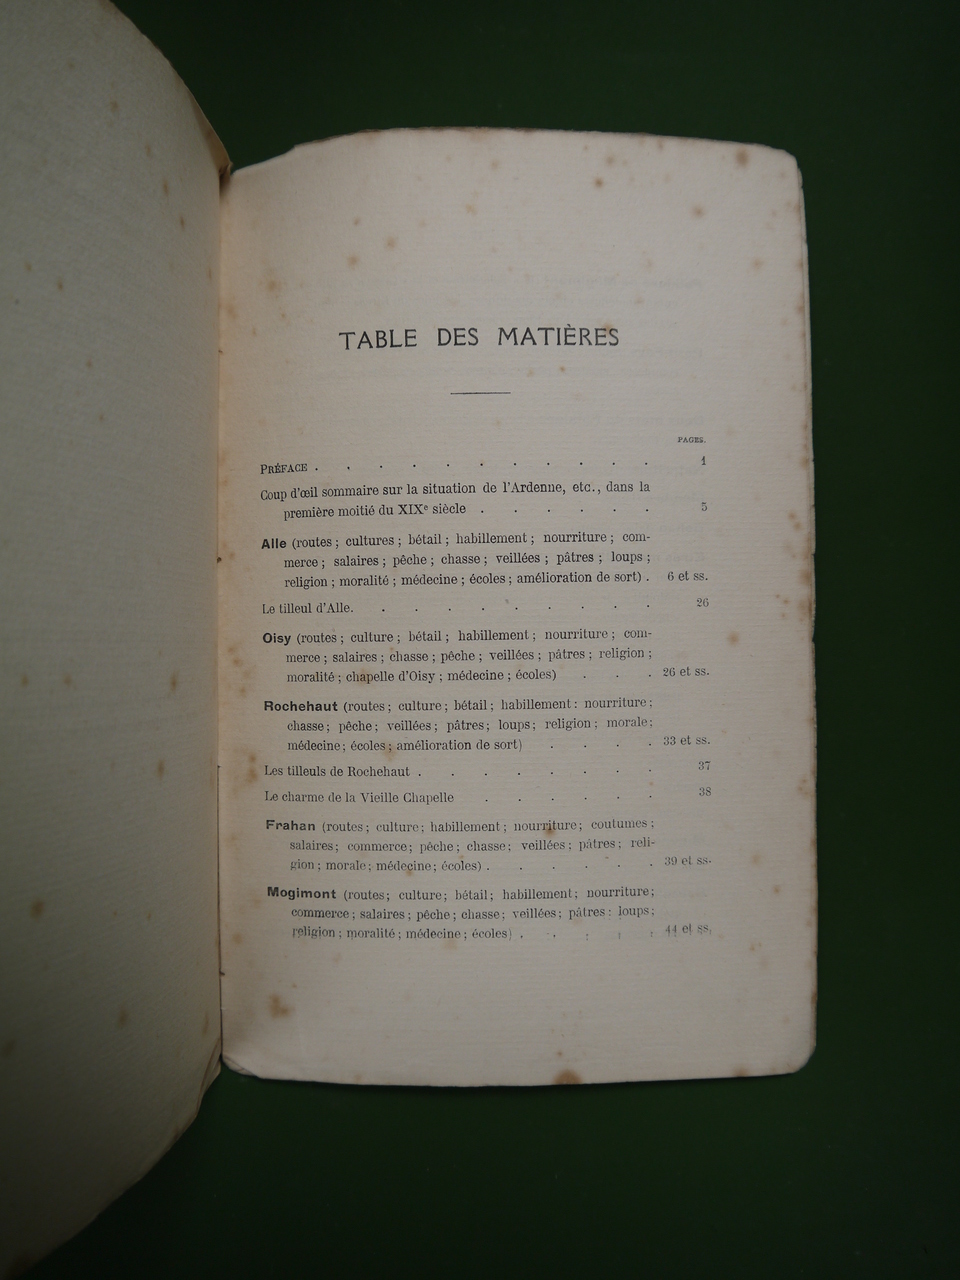 TABLE DES MATIÈRES
PAGES.
PRÉFACE . . . . . . . . . . . 1
Coup d'œil sommaire sur la situation de l'Ardenne, etc., dans la
première moitié du XIXe siècle . . . . . . 5
Alle (routes ; cultures ; bétail ; habillement ; nourriture ; com-
merce ; salaires ; pêche ; chasse ; veillées ; pâtres ; loups ;
religion ; moralité ; médecine ; écoles ; amélioration de sort) . 6 et ss.
Le tilleul d'Alle. . . . . . . . . . 26
Oisy (routes ; culture ; bétail ; habillement ; nourriture ; com-
merce ; salaires ; chasse ; pêche ; veillées ; pâtres ; religion ;
moralité ; chapelle d'Oisy ; médecine ; écoles) . . . 26 et ss.
Rochehaut (routes ; culture ; bétail ; habillement : nourriture ;
chasse ; pêche ; veillées ; pâtres ; loups ; religion ; morale ;
médecine ; écoles ; amélioration de sort) . . . . 33 et ss.
Les tilleuls de Rochehaut . . . . . . . . 37
Le charme de la Vieille Chapelle . . . . . . 38
Frahan (routes ; culture ; habillement ; nourriture ; coutumes ;
salaires ; commerce ; pêche ; chasse ; veillées ; pâtres ; reli-
gion ; morale ; médecine ; écoles) . . . . . . 39 et ss.
Mogimont (routes ; culture ; bétail ; habillement ; nourriture ;
commerce ; salaires ; pêche ; chasse ; veillées ; pâtres : loups ;
religion ; moralité ; médecine ; écoles) . . . . . 44 et ss.